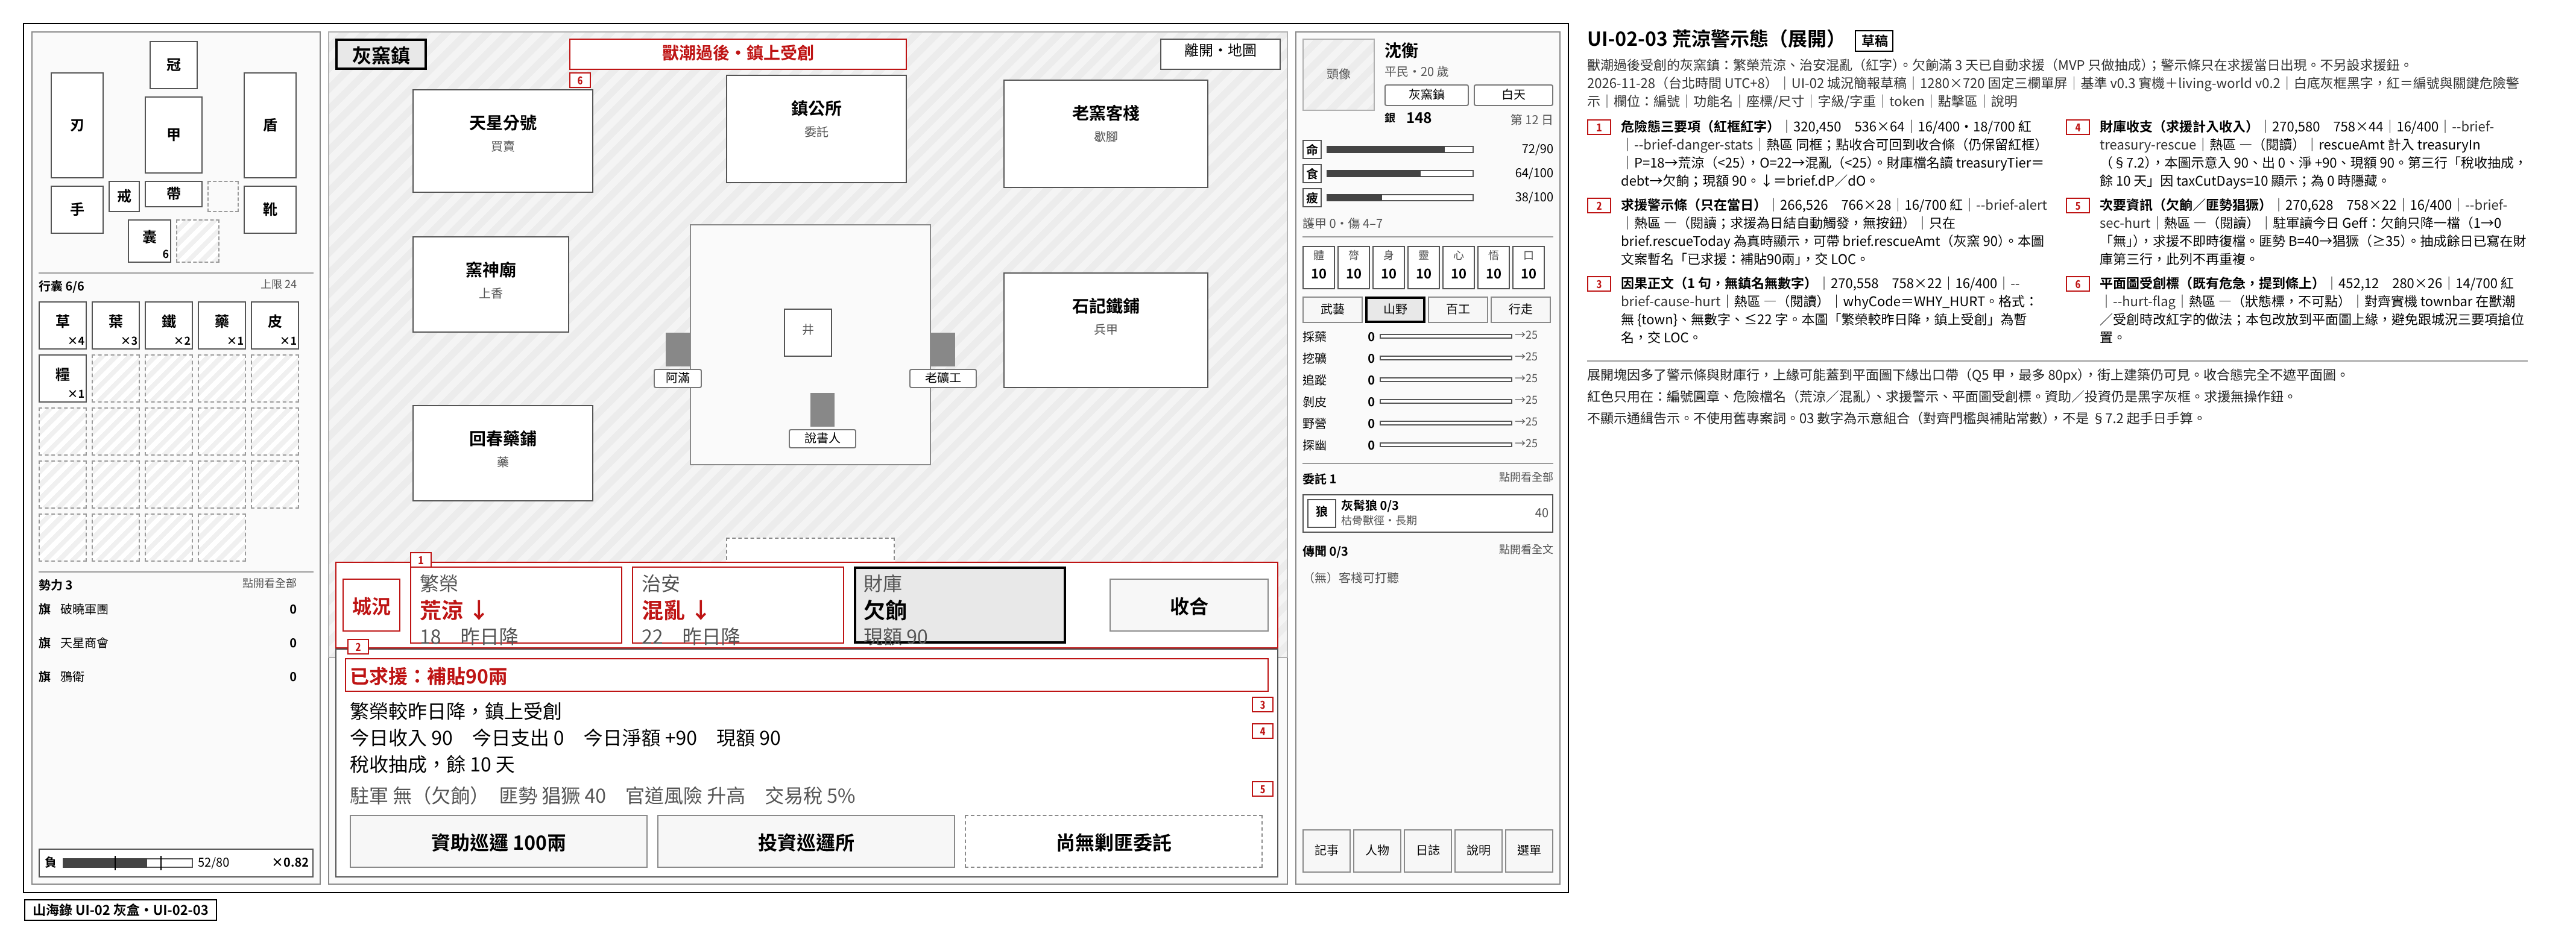 冠
刃
甲
盾
手
戒
帶
靴
囊
6
行囊 6/6
上限 24
草 ×4
葉 ×3
鐵 ×2
藥 ×1
皮 ×1
糧 ×1
勢力 3
點開看全部
旗 破曉軍團 0
旗 天星商會 0
旗 鴉衛 0
負 52/80 ×0.82
灰窯鎮
獸潮過後・鎮上受創
離開・地圖
6
天星分號
買賣
鎮公所
委託
老窯客棧
歇腳
窯神廟
上香
石記鐵鋪
兵甲
井
阿滿
老礦工
說書人
回春藥鋪
藥
1
城況
繁榮
荒涼 ↓
18 昨日降
治安
混亂 ↓
22 昨日降
財庫
欠餉
現額 90
收合
2
已求援：補貼90兩
繁榮較昨日降，鎮上受創
3
今日收入 90 今日支出 0 今日淨額 +90 現額 90
4
稅收抽成，餘 10 天
駐軍 無（欠餉） 匪勢 猖獗 40 官道風險 升高 交易稅 5%
5
資助巡邏 100兩
投資巡邏所
尚無剿匪委託
頭像
沈衡
平民・20 歲
灰窯鎮
白天
銀 148
第 12 日
命 72/90
食 64/100
疲 38/100
護甲 0・傷 4–7
體 膂 身 靈 心 悟 口
10 10 10 10 10 10 10
武藝 山野 百工 行走
採藥 0 →25
挖礦 0 →25
追蹤 0 →25
剝皮 0 →25
野營 0 →25
探幽 0 →25
委託 1
點開看全部
狼
灰髯狼 0/3
枯骨獸徑・長期
40
傳聞 0/3
點開看全文
（無）客棧可打聽
記事 人物 日誌 說明 選單
山海錄 UI-02 灰盒・UI-02-03
UI-02-03 荒涼警示態（展開） 草稿
獸潮過後受創的灰窯鎮：繁榮荒涼、治安混亂（紅字）。欠餉滿 3 天已自動求援（MVP 只做抽成）；警示條只在求援當日出現。不另設求援鈕。
2026-11-28（台北時間 UTC+8）｜UI-02 城況簡報草稿｜1280×720 固定三欄單屏｜基準 v0.3 實機＋living-world v0.2｜白底灰框黑字，紅＝編號與關鍵危險警
示｜欄位：編號｜功能名｜座標/尺寸｜字級/字重｜token｜點擊區｜說明
1 危險態三要項（紅框紅字）｜320,450 536×64｜16/400・18/700 紅
｜--brief-danger-stats｜熱區 同框；點收合可回到收合條（仍保留紅框）
｜P=18→荒涼（<25），O=22→混亂（<25）。財庫檔名讀 treasuryTier＝
debt→欠餉；現額 90。↓＝brief.dP／dO。
2 求援警示條（只在當日）｜266,526 766×28｜16/700 紅｜--brief-alert
｜熱區 —（閱讀；求援為日結自動觸發，無按鈕）｜只在
brief.rescueToday 為真時顯示，可帶 brief.rescueAmt（灰窯 90）。本圖
文案暫名「已求援：補貼90兩」，交 LOC。
3 因果正文（1 句，無鎮名無數字）｜270,558 758×22｜16/400｜--
brief-cause-hurt｜熱區 —（閱讀）｜whyCode＝WHY_HURT。格式：
無 {town}、無數字、≤22 字。本圖「繁榮較昨日降，鎮上受創」為暫
名，交 LOC。
4 財庫收支（求援計入收入）｜270,580 758×44｜16/400｜--brief-
treasury-rescue｜熱區 —（閱讀）｜rescueAmt 計入 treasuryIn
（§7.2），本圖示意入 90、出 0、淨 +90、現額 90。第三行「稅收抽成，
餘 10 天」因 taxCutDays=10 顯示；為 0 時隱藏。
5 次要資訊（欠餉／匪勢猖獗）｜270,628 758×22｜16/400｜--brief-
sec-hurt｜熱區 —（閱讀）｜駐軍讀今日 Geff：欠餉只降一檔（1→0
「無」），求援不即時復檔。匪勢 B=40→猖獗（≥35）。抽成餘日已寫在財
庫第三行，此列不再重複。
6 平面圖受創標（既有危急，提到條上）｜452,12 280×26｜14/700 紅
｜--hurt-flag｜熱區 —（狀態標，不可點）｜對齊實機 townbar 在獸潮
／受創時改紅字的做法；本包改放到平面圖上緣，避免跟城況三要項搶位
置。
展開塊因多了警示條與財庫行，上緣可能蓋到平面圖下緣出口帶（Q5 甲，最多 80px），街上建築仍可見。收合態完全不遮平面圖。
紅色只用在：編號圓章、危險檔名（荒涼／混亂）、求援警示、平面圖受創標。資助／投資仍是黑字灰框。求援無操作鈕。
不顯示通緝告示。不使用舊專案詞。03 數字為示意組合（對齊門檻與補貼常數），不是 §7.2 起手日手算。